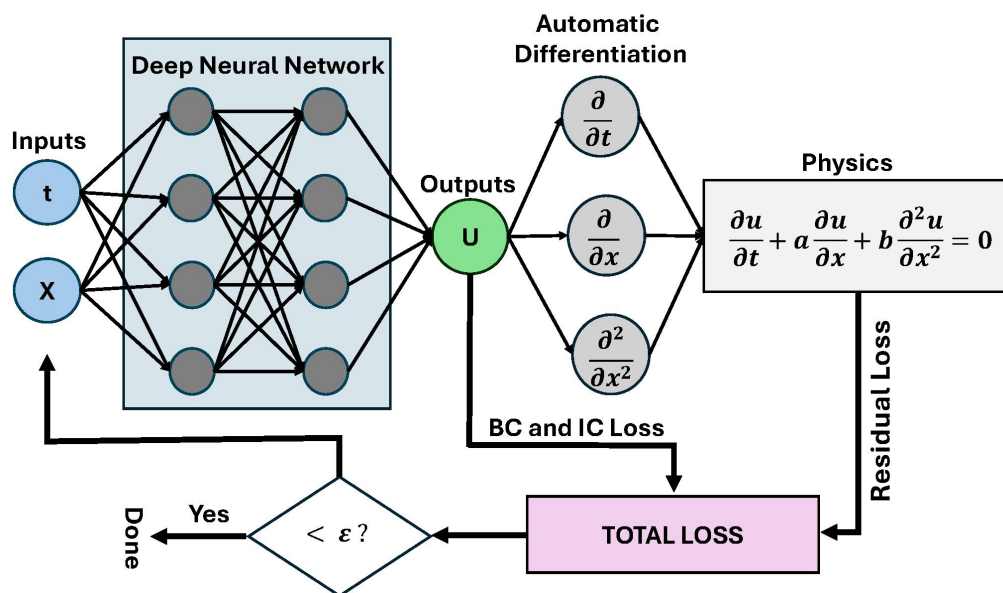 Automatic
Differentiation
Deep Neural Network
Inputs
t
X
Outputs
U
∂/∂t
∂/∂x
∂²/∂x²
Physics
∂u/∂t + a ∂u/∂x + b ∂²u/∂x² = 0
BC and IC Loss
Residual Loss
TOTAL LOSS
< ε ?
Yes
Done